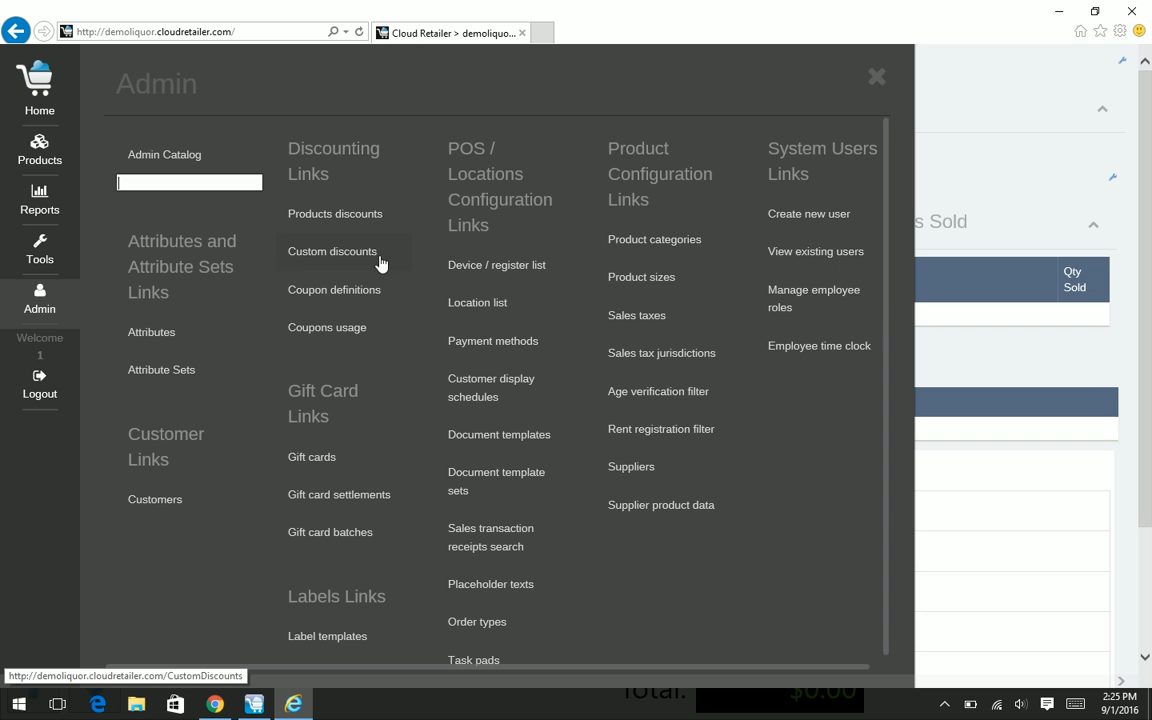 http://demoliquor.cloudretailer.com/
Cloud Retailer > demoliquo...
Home
Products
Reports
Tools
Admin
Welcome
1
Logout
Admin
Admin Catalog
Attributes and
Attribute Sets
Links
Attributes
Attribute Sets
Customer
Links
Customers
Discounting
Links
Products discounts
Custom discounts
Coupon definitions
Coupons usage
Gift Card
Links
Gift cards
Gift card settlements
Gift card batches
Labels Links
Label templates
POS /
Locations
Configuration
Links
Device / register list
Location list
Payment methods
Customer display
schedules
Document templates
Document template
sets
Sales transaction
receipts search
Placeholder texts
Order types
Task pads
Product
Configuration
Links
Product categories
Product sizes
Sales taxes
Sales tax jurisdictions
Age verification filter
Rent registration filter
Suppliers
Supplier product data
System Users
Links
Create new user
View existing users
Manage employee
roles
Employee time clock
s Sold
Qty
Sold
http://demoliquor.cloudretailer.com/CustomDiscounts
Total:
$0.00
2:25 PM
9/1/2016